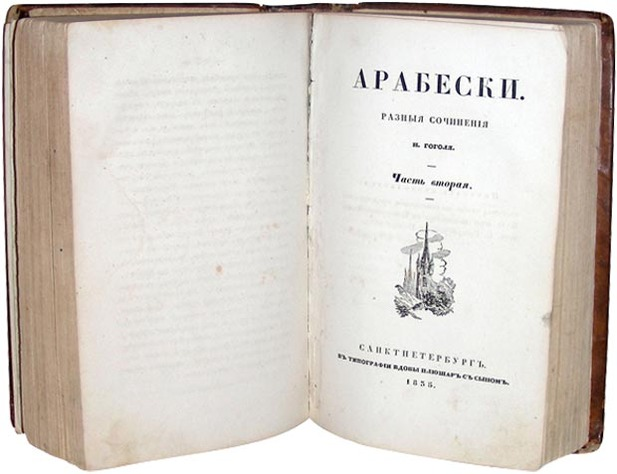 АРАБЕСКИ.
РАЗНЫЯ СОЧИНЕНІЯ
Н. ГОГОЛЯ.
Часть вторая.
САНКТПЕТЕРБУРГЪ.
ВЪ ТИПОГРАФІИ ВДОВЫ ПЛЮШАРЪ СЪ СЫНОМЪ.
1835.